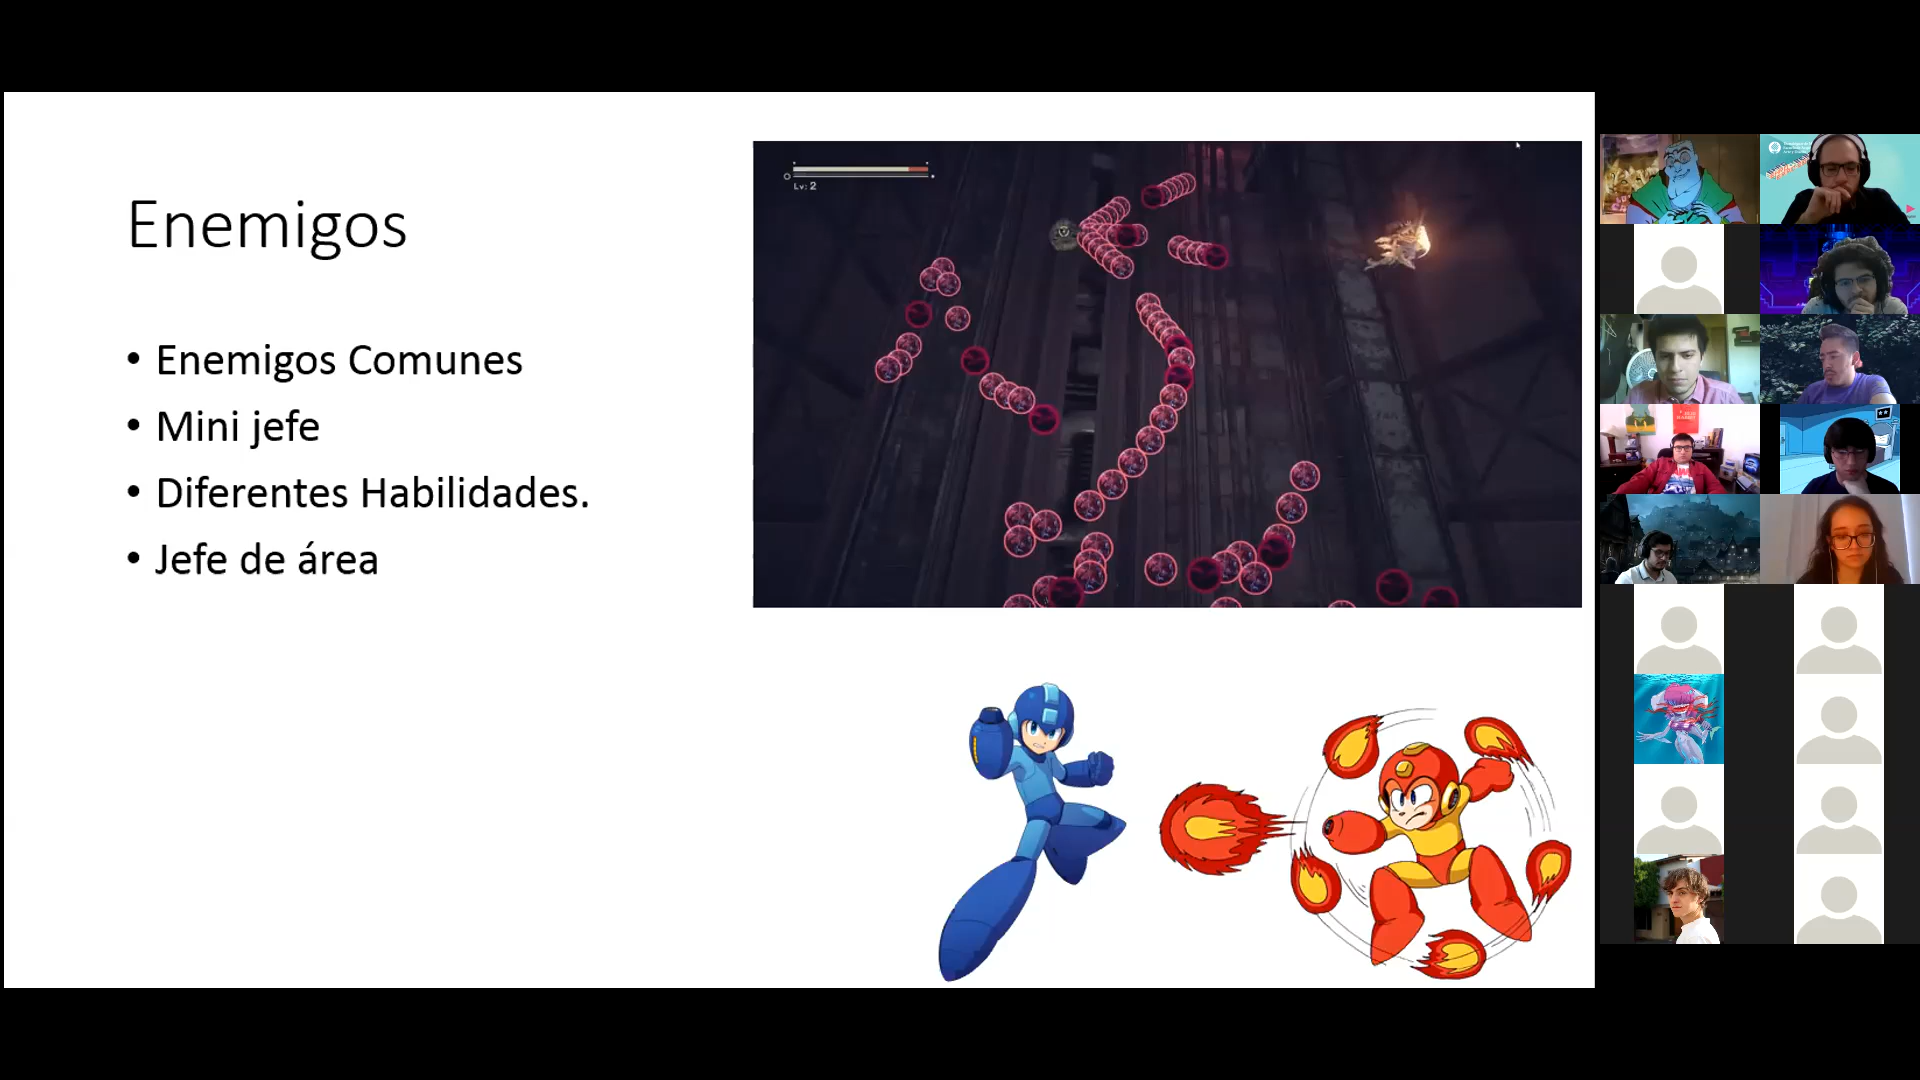 Enemigos
• Enemigos Comunes
• Mini jefe
• Diferentes Habilidades.
• Jefe de área
Lv: 2